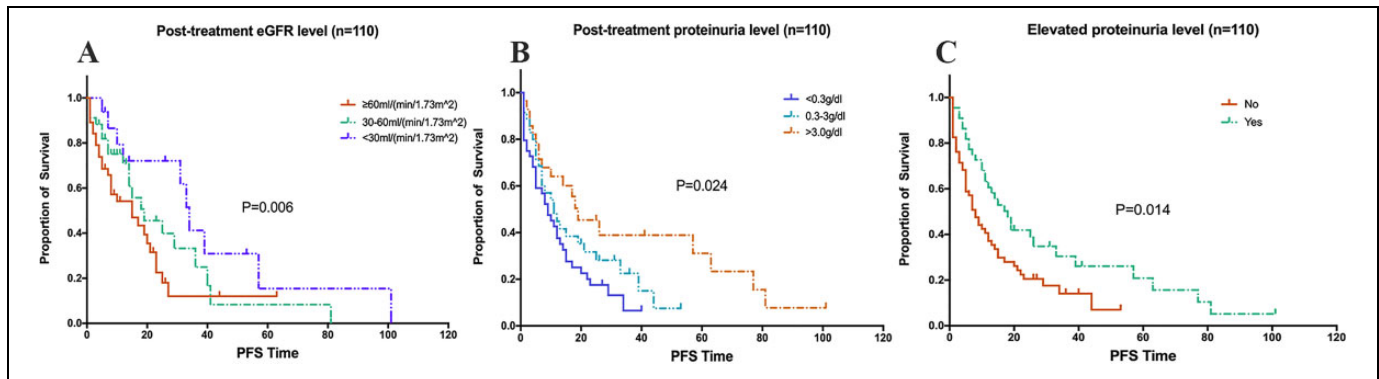 A
Post-treatment eGFR level (n=110)
≥60ml/(min/1.73m^2)
30-60ml/(min/1.73m^2)
<30ml/(min/1.73m^2)
P=0.006
Proportion of Survival
1.0
0.8
0.6
0.4
0.2
0.0
0 20 40 60 80 100 120
PFS Time
B
Post-treatment proteinuria level (n=110)
<0.3g/dl
0.3-3g/dl
>3.0g/dl
P=0.024
Proportion of Survival
1.0
0.8
0.6
0.4
0.2
0.0
0 20 40 60 80 100 120
PFS Time
C
Elevated proteinuria level (n=110)
No
Yes
P=0.014
Proportion of Survival
1.0
0.8
0.6
0.4
0.2
0.0
0 20 40 60 80 100 120
PFS Time